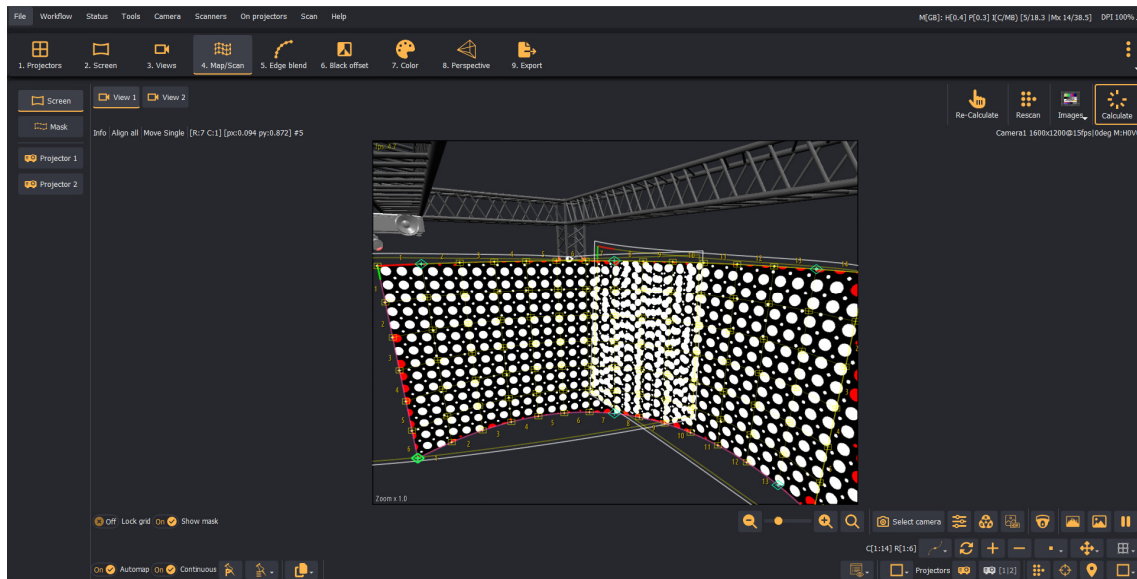 File Workflow Status Tools Camera Scanners On projectors Scan Help
M[GB]: H[0.4] P[0.3] I(C/MB) [5/18.3 |Mx 14/38.5] DPI 100%
1. Projectors 2. Screen 3. Views 4. Map/Scan 5. Edge blend 6. Black offset 7. Color 8. Perspective 9. Export
Screen View 1 View 2
Re-Calculate Rescan Images Calculate
Mask
Info Align all Move Single [R:7 C:1] [px:0.094 py:0.872] #5
Camera1 1600x1200@15fps|0deg M:H0V
Projector 1
Projector 2
Zoom x 1.0
Off Lock grid On Show mask
Select camera
C[1:14] R[1:6]
On Automap On Continuous
Projectors [1|2]